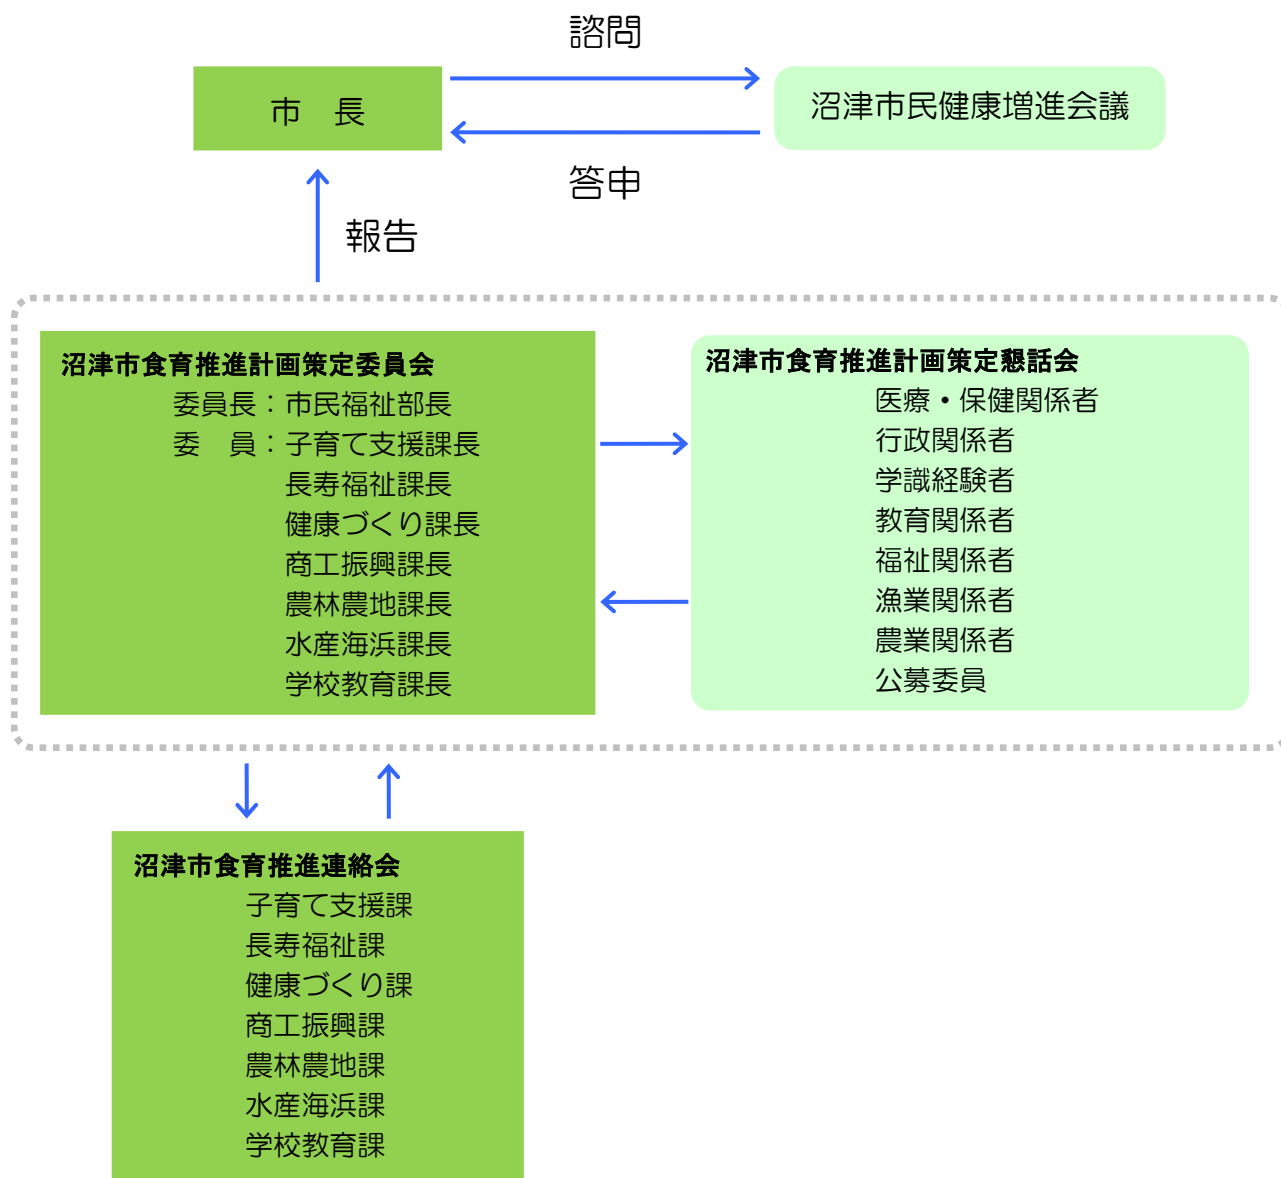 諮問
市　長
沼津市民健康増進会議
答申
報告
沼津市食育推進計画策定委員会
委員長：市民福祉部長
委　員：子育て支援課長
長寿福祉課長
健康づくり課長
商工振興課長
農林農地課長
水産海浜課長
学校教育課長
沼津市食育推進計画策定懇話会
医療・保健関係者
行政関係者
学識経験者
教育関係者
福祉関係者
漁業関係者
農業関係者
公募委員
沼津市食育推進連絡会
子育て支援課
長寿福祉課
健康づくり課
商工振興課
農林農地課
水産海浜課
学校教育課